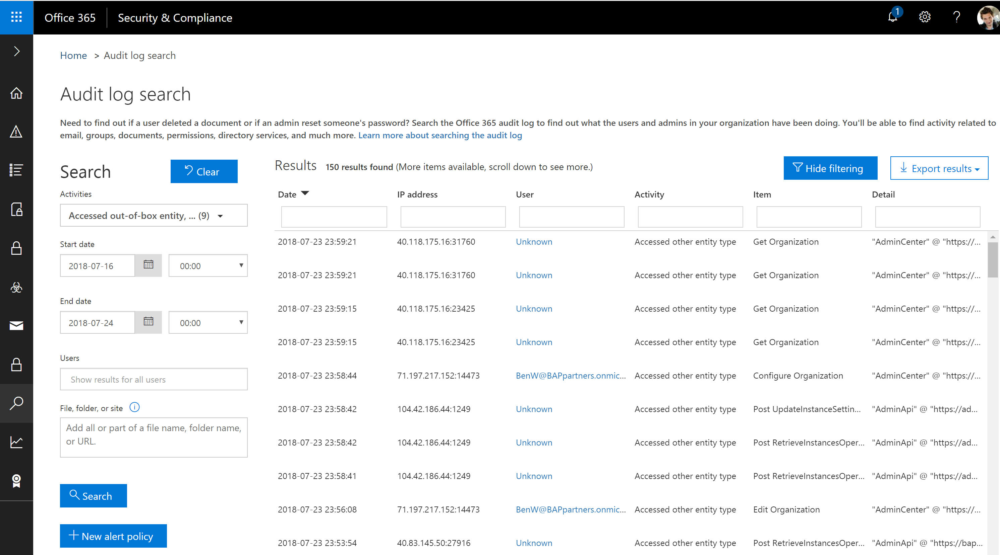 Office 365
Security & Compliance
1
Home > Audit log search
Audit log search
Need to find out if a user deleted a document or if an admin reset someone's password? Search the Office 365 audit log to find out what the users and admins in your organization have been doing. You'll be able to find activity related to
email, groups, documents, permissions, directory services, and much more. Learn more about searching the audit log
Search
Clear
Activities
Accessed out-of-box entity, ... (9)
Start date
2018-07-16
00:00
End date
2018-07-24
00:00
Users
Show results for all users
File, folder, or site
Add all or part of a file name, folder name,
or URL.
Search
New alert policy
Results 150 results found (More items available, scroll down to see more.)
Hide filtering
Export results
Date IP address User Activity Item Detail
2018-07-23 23:59:21 40.118.175.16:31760 Unknown Accessed other entity type Get Organization "AdminCenter" @ "https://...
2018-07-23 23:59:21 40.118.175.16:31760 Unknown Accessed other entity type Get Organization "AdminCenter" @ "https://...
2018-07-23 23:59:15 40.118.175.16:23425 Unknown Accessed other entity type Get Organization "AdminCenter" @ "https://...
2018-07-23 23:59:15 40.118.175.16:23425 Unknown Accessed other entity type Get Organization "AdminCenter" @ "https://...
2018-07-23 23:58:44 71.197.217.152:14473 BenW@BAPpartners.onmic... Accessed other entity type Configure Organization "AdminCenter" @ "https://...
2018-07-23 23:58:42 104.42.186.44:1249 Unknown Accessed other entity type Post UpdateInstanceSettin... "AdminApi" @ "https://ad...
2018-07-23 23:58:42 104.42.186.44:1249 Unknown Accessed other entity type Post RetrieveInstancesOper... "AdminApi" @ "https://ad...
2018-07-23 23:58:41 104.42.186.44:1249 Unknown Accessed other entity type Post RetrieveInstancesOper... "AdminApi" @ "https://ad...
2018-07-23 23:56:08 71.197.217.152:14473 BenW@BAPpartners.onmic... Accessed other entity type Edit Organization "AdminCenter" @ "https://...
2018-07-23 23:53:54 40.83.145.50:27916 Unknown Accessed other entity type Post RetrieveInstancesOper... "AdminApi" @ "https://bap...